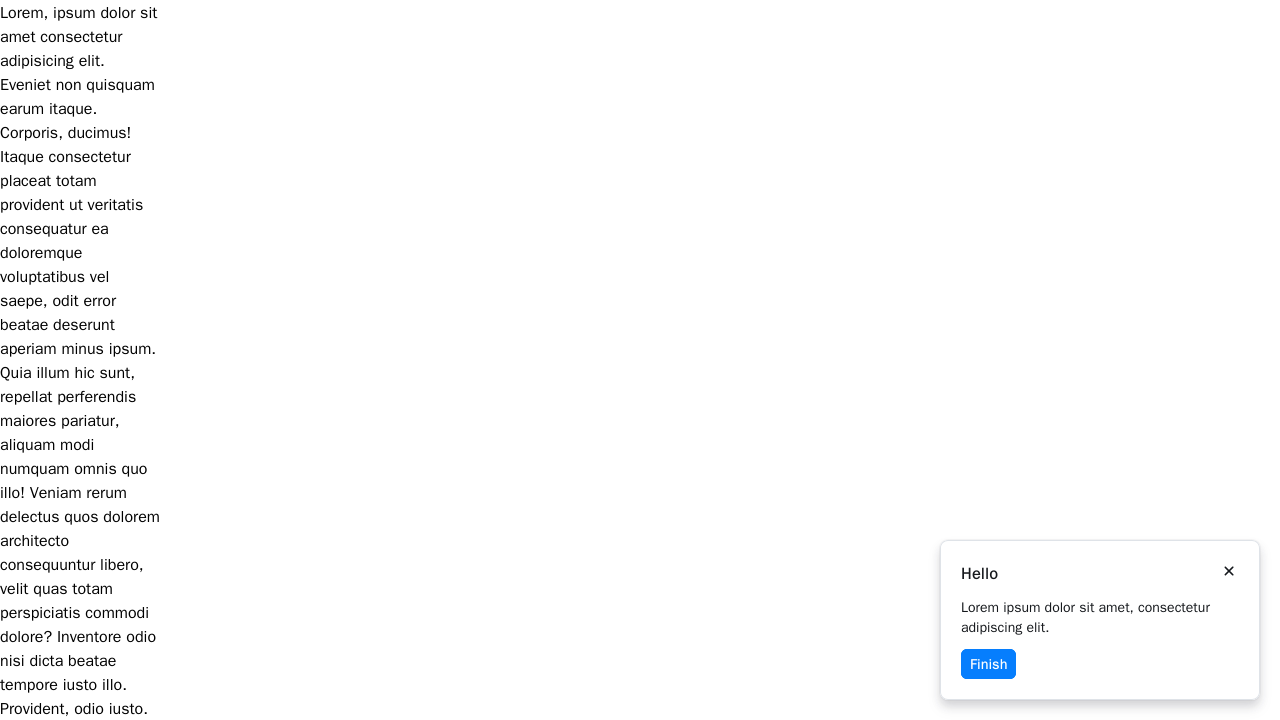 Lorem, ipsum dolor sit
amet consectetur
adipisicing elit.
Eveniet non quisquam
earum itaque.
Corporis, ducimus!
Itaque consectetur
placeat totam
provident ut veritatis
consequatur ea
doloremque
voluptatibus vel
saepe, odit error
beatae deserunt
aperiam minus ipsum.
Quia illum hic sunt,
repellat perferendis
maiores pariatur,
aliquam modi
numquam omnis quo
illo! Veniam rerum
delectus quos dolorem
architecto
consequuntur libero,
velit quas totam
perspiciatis commodi
dolore? Inventore odio
nisi dicta beatae
tempore iusto illo.
Provident, odio iusto.
Hello
Lorem ipsum dolor sit amet, consectetur
adipiscing elit.
Finish